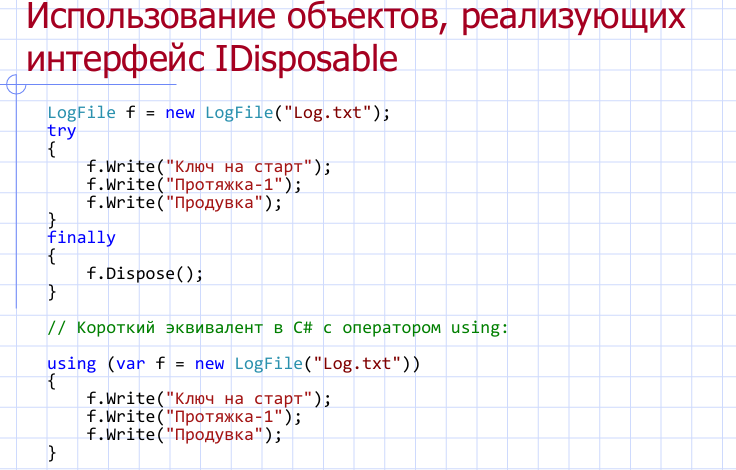 Использование объектов, реализующих
интерфейс IDisposable
LogFile f = new LogFile("Log.txt");
try
{
    f.Write("Ключ на старт");
    f.Write("Протяжка-1");
    f.Write("Продувка");
}
finally
{
    f.Dispose();
}
// Короткий эквивалент в C# с оператором using:
using (var f = new LogFile("Log.txt"))
{
    f.Write("Ключ на старт");
    f.Write("Протяжка-1");
    f.Write("Продувка");
}